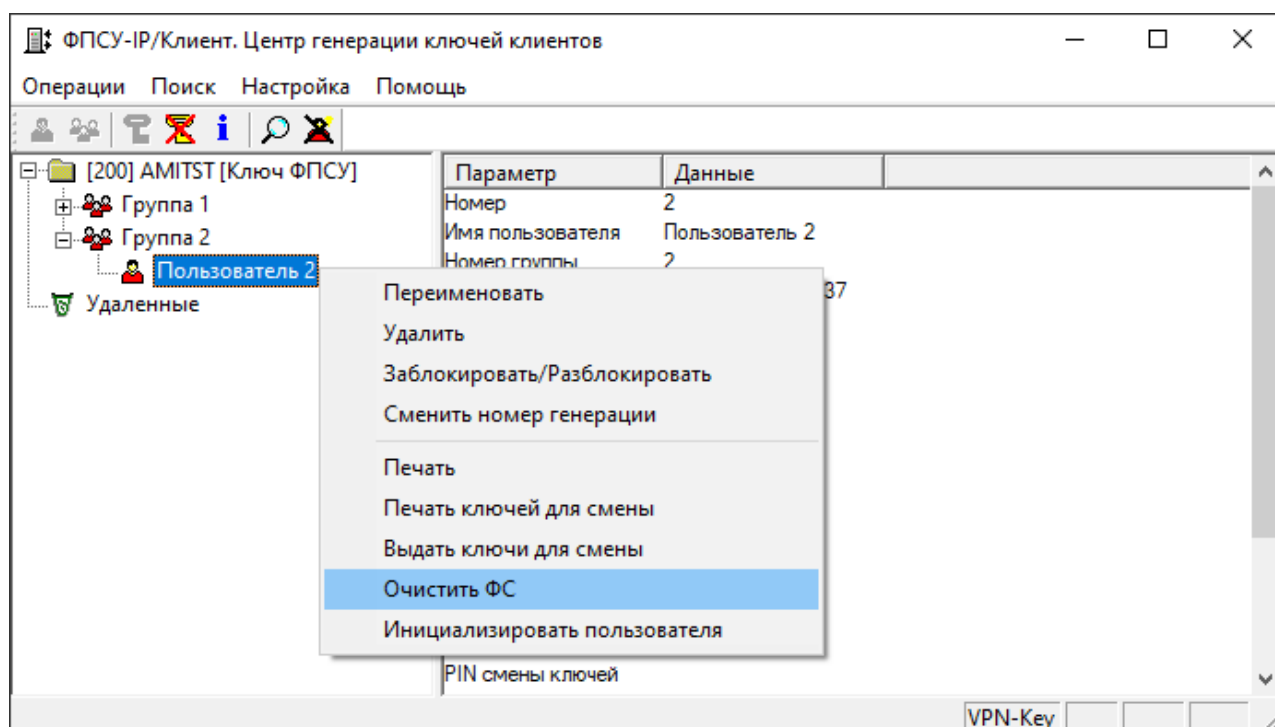 ФПСУ-IP/Клиент. Центр генерации ключей клиентов
Операции Поиск Настройка Помощь
[200] AMITST [Ключ ФПСУ]
Группа 1
Группа 2
Пользователь 2
Удаленные
Параметр Данные
Номер 2
Имя пользователя Пользователь 2
Номер группы 2
37
Переименовать
Удалить
Заблокировать/Разблокировать
Сменить номер генерации
Печать
Печать ключей для смены
Выдать ключи для смены
Очистить ФС
Инициализировать пользователя
PIN смены ключей
VPN-Key